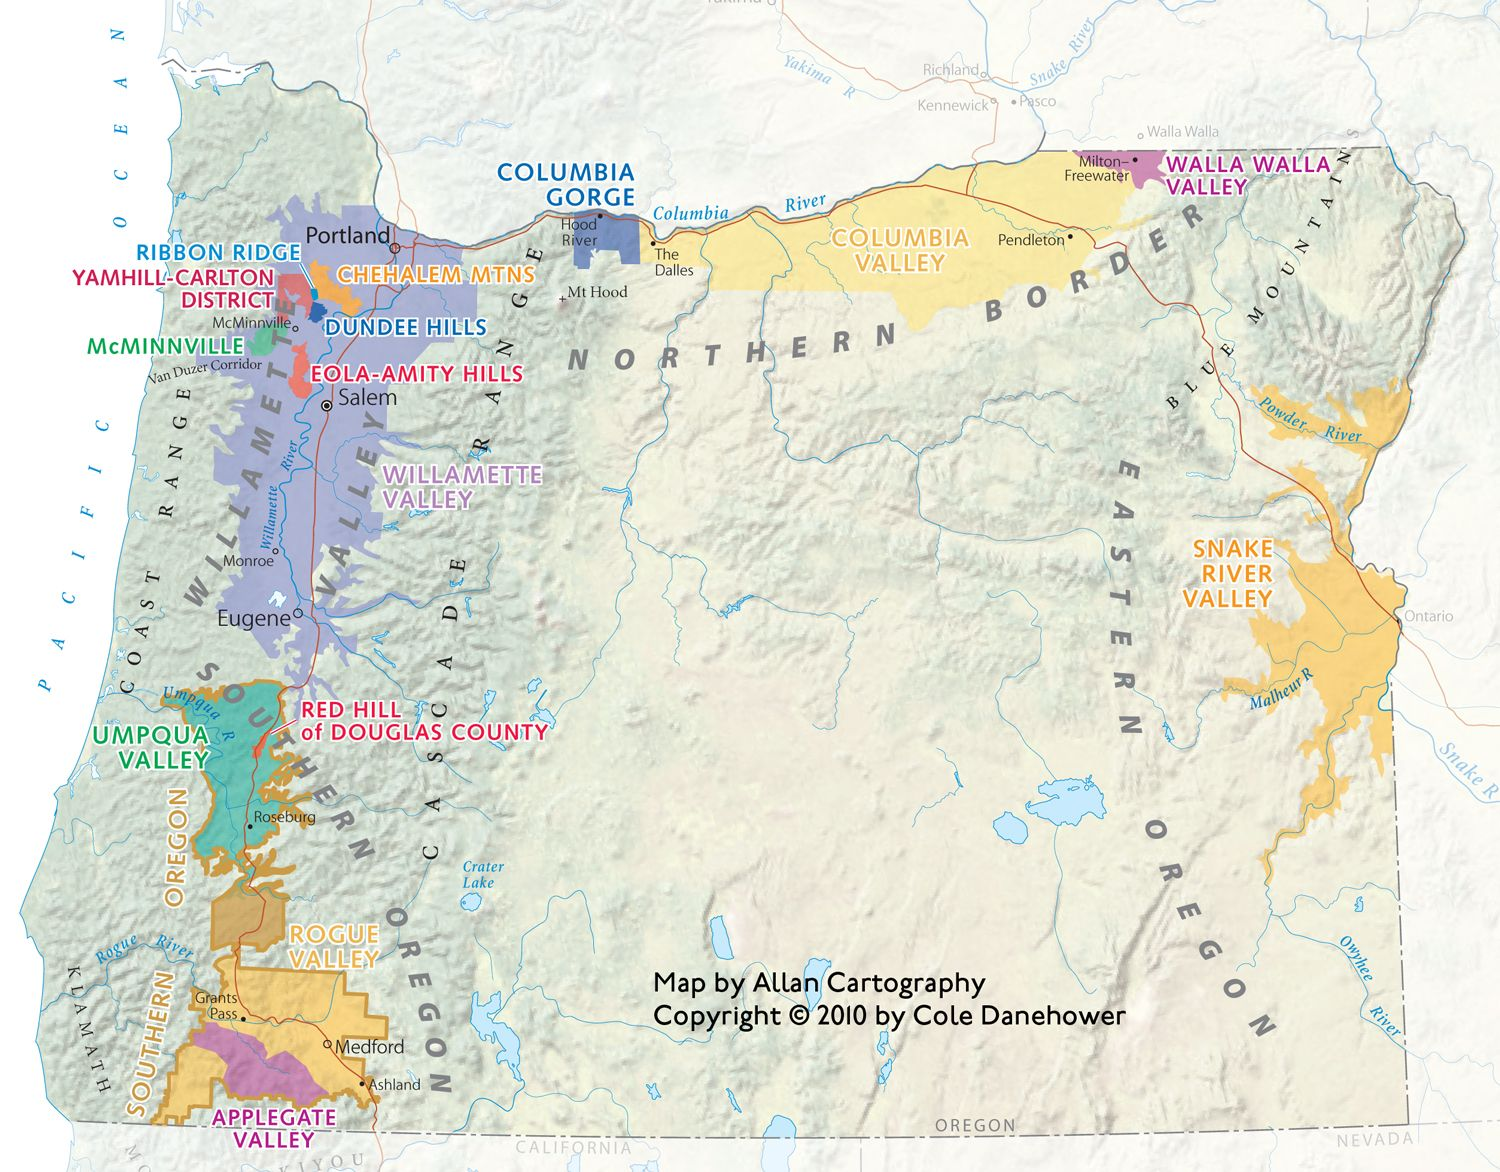 Yakima
Yakima R
Richland
Snake River
Kennewick
Pasco
Walla Walla
PACIFIC OCEAN
COLUMBIA
GORGE
Milton–
Freewater
WALLA WALLA
VALLEY
Columbia River
Hood
River
The
Dalles
Portland
COLUMBIA
VALLEY
Pendleton
RIBBON RIDGE
CHEHALEM MTNS
YAMHILL-CARLTON
DISTRICT
Mt Hood
McMinnville
DUNDEE HILLS
McMINNVILLE
Van Duzer Corridor
EOLA-AMITY HILLS
Salem
NORTHERN BORDER
BLUE MOUNTAINS
COAST RANGE
CASCADE RANGE
WILLAMETTE VALLEY
Powder River
Willamette River
WILLAMETTE
VALLEY
EASTERN OREGON
SNAKE
RIVER
VALLEY
Monroe
Eugene
Ontario
Malheur R
SOUTHERN OREGON
Umpqua R
RED HILL
of DOUGLAS COUNTY
UMPQUA
VALLEY
Snake R
Roseburg
SOUTHERN OREGON
Crater
Lake
ROGUE
VALLEY
Rogue River
KLAMATH
Owyhee River
Map by Allan Cartography
Copyright © 2010 by Cole Danehower
Grants
Pass
Medford
Ashland
APPLEGATE
VALLEY
OREGON
CALIFORNIA
NEVADA